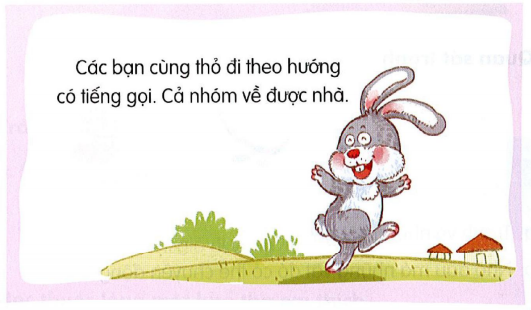 Các bạn cùng thỏ đi theo hướng
có tiếng gọi. Cả nhóm về được nhà.